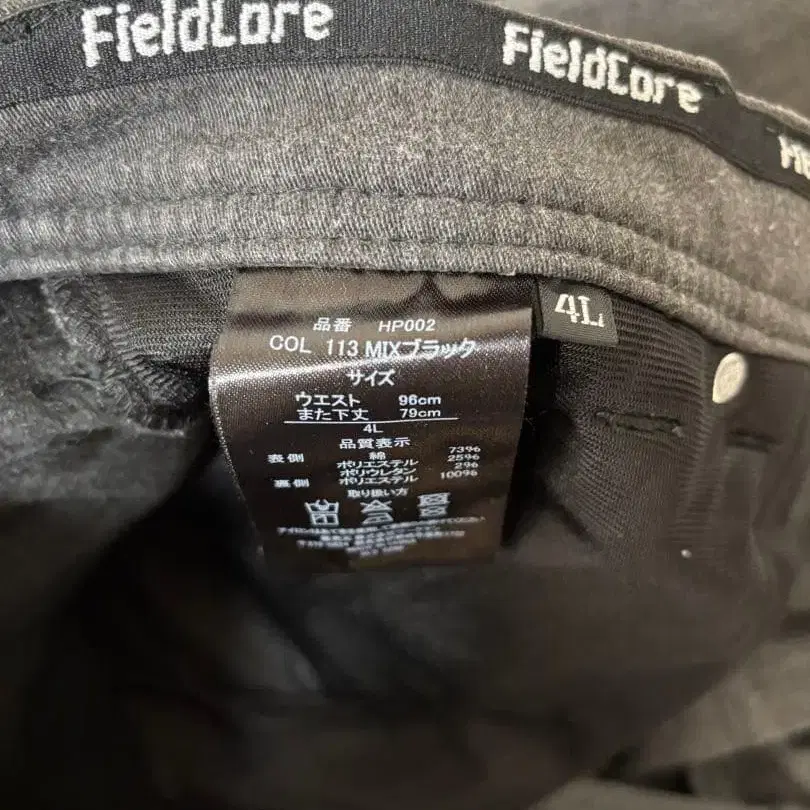 FieldCore
FieldCore
4L
品番 HP002
COL 113 MIXブラック
サイズ
ウエスト 96cm
また下丈 79cm
4L
品質表示
表側 綿 73%
ポリエステル 25%
ポリウレタン 2%
裏側 ポリエステル 100%
取り扱い方